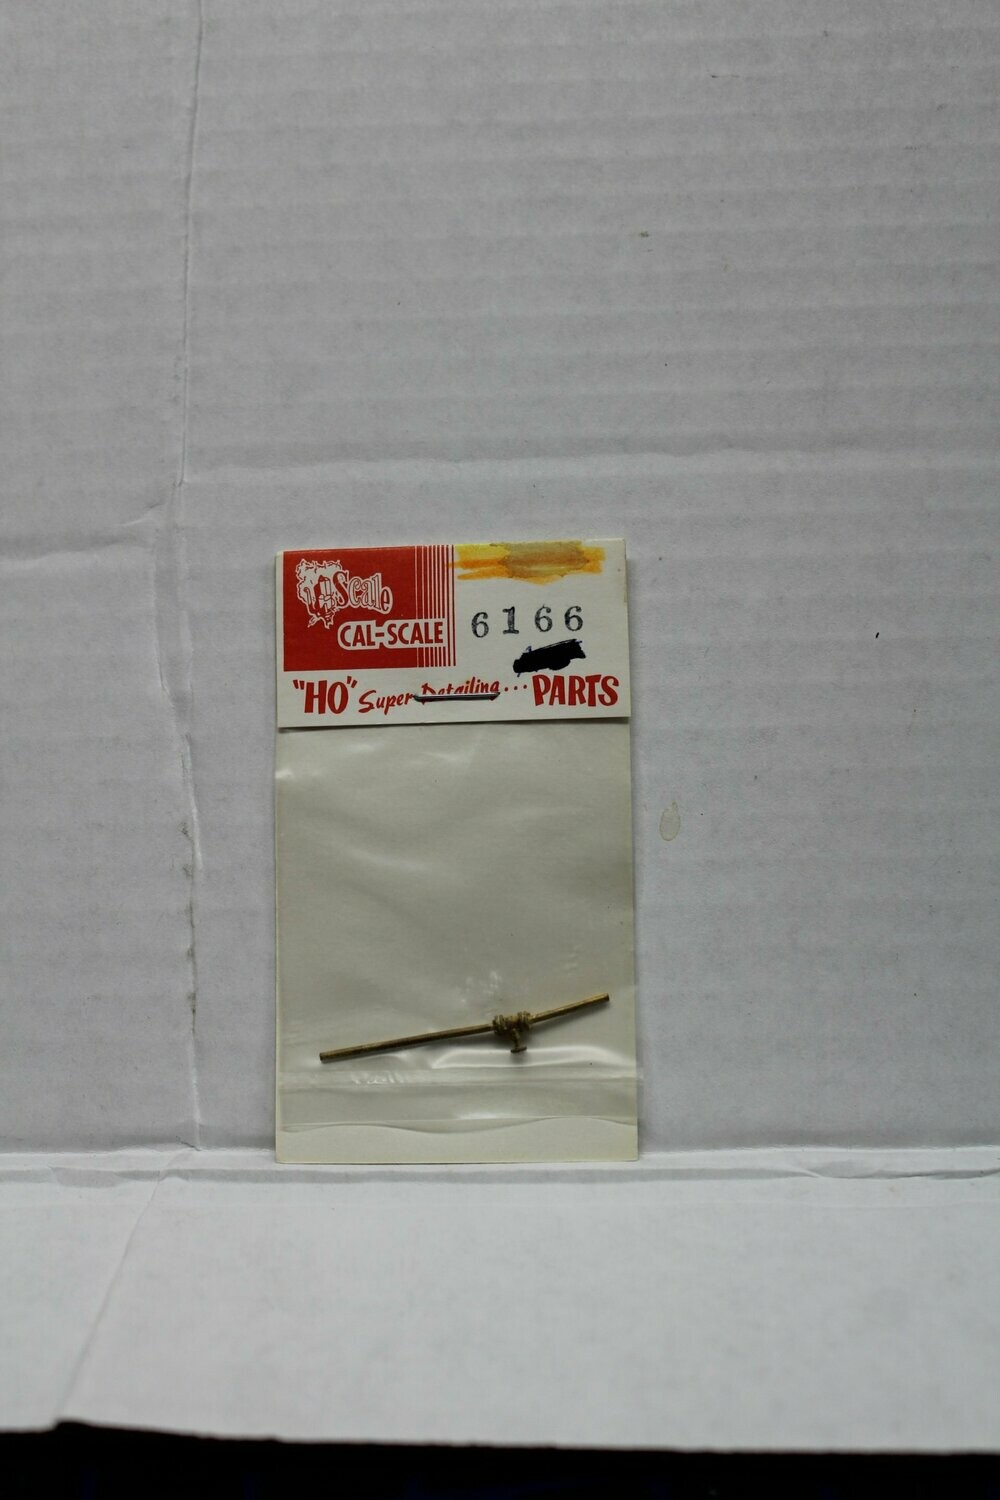 Scale
CAL-SCALE
6166
"HO" Super Detailing... PARTS